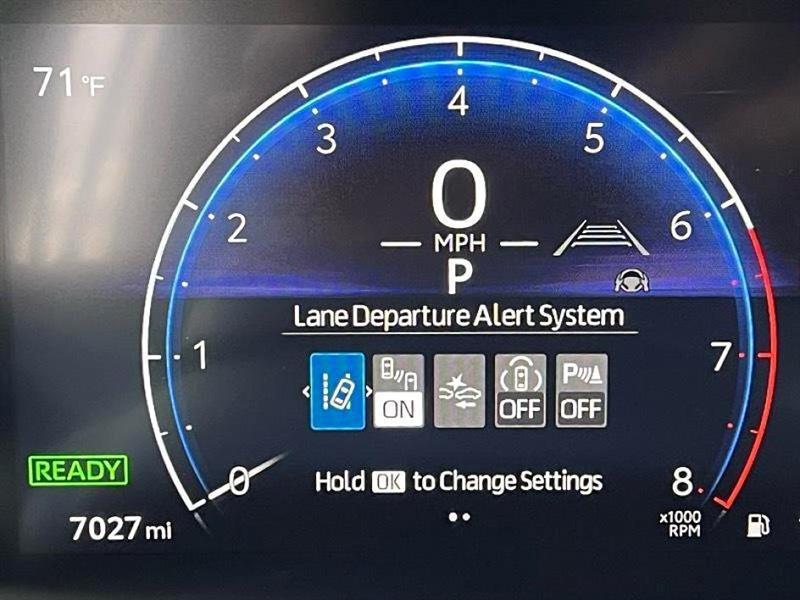 71°F
4
3
5
0
2
6
MPH
P
Lane Departure Alert System
1
7
ON
P
OFF
OFF
READY
0
Hold OK to Change Settings
8
7027 mi
x1000
RPM